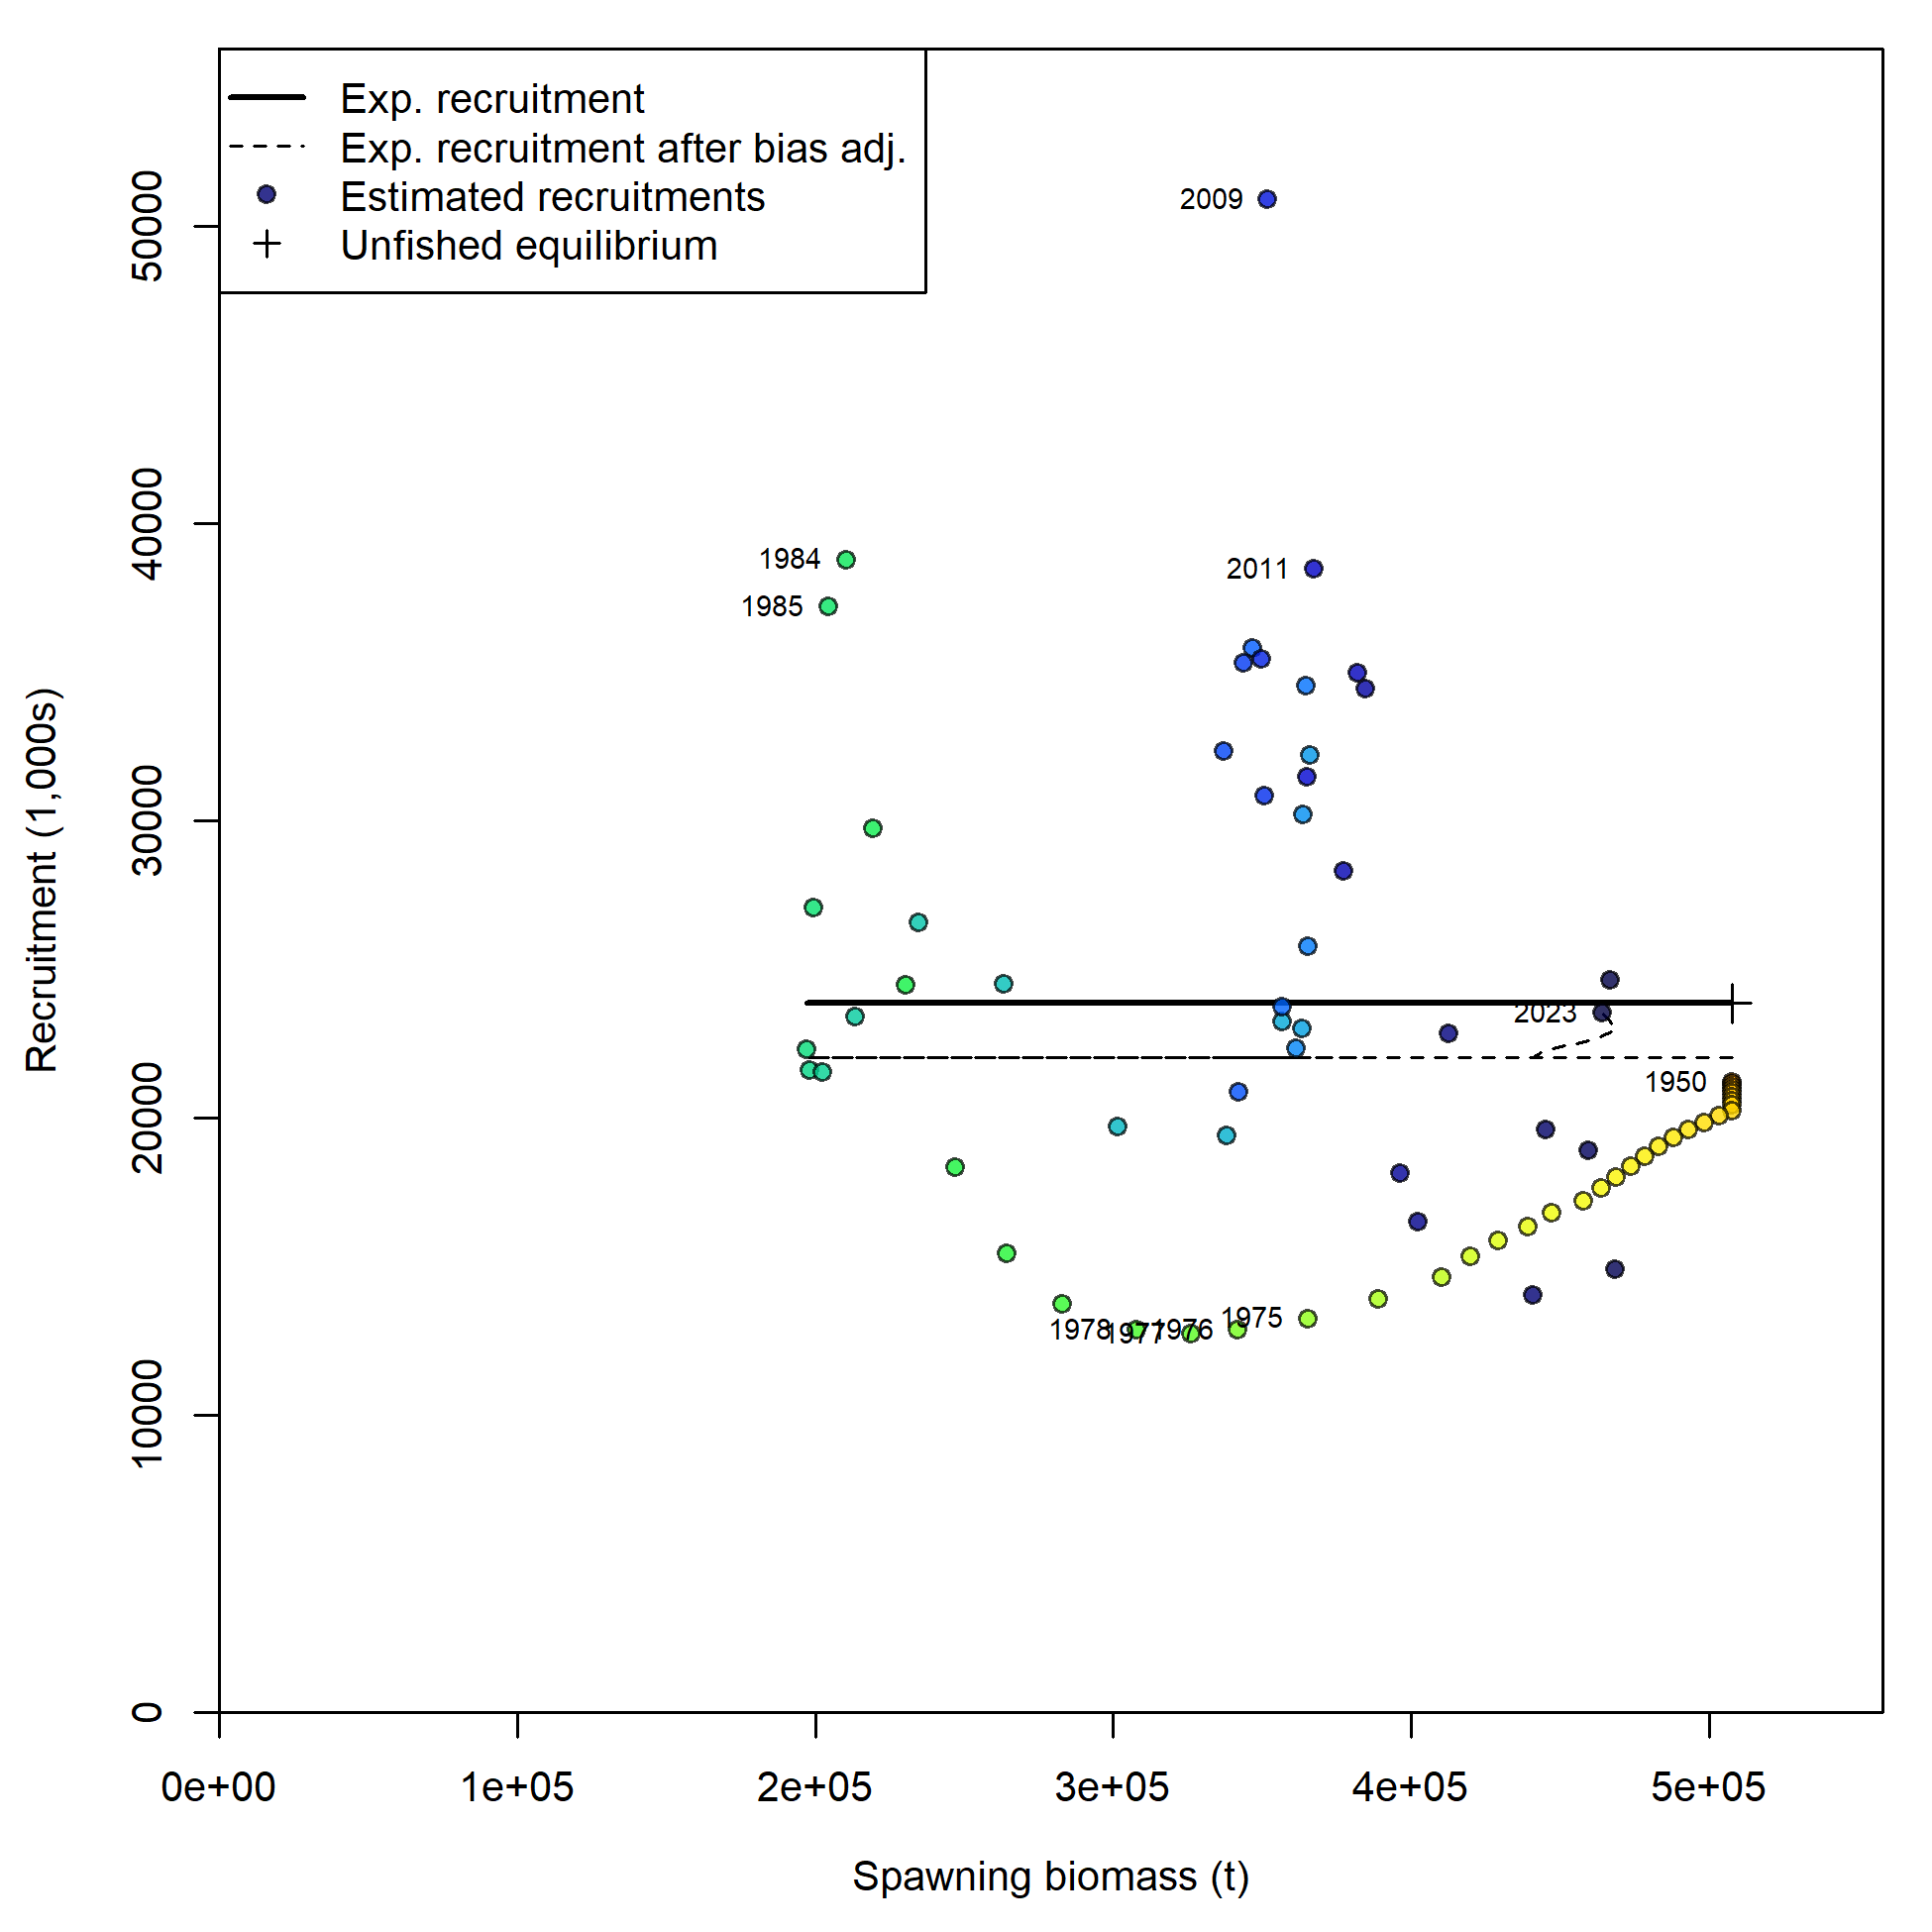 Exp. recruitment
Exp. recruitment after bias adj.
Estimated recruitments
Unfished equilibrium
2009
1984
2011
1985
2023
1950
1975
1978
1977
1976
Recruitment (1,000s)
50000
40000
30000
20000
10000
0
0e+00 1e+05 2e+05 3e+05 4e+05 5e+05
Spawning biomass (t)